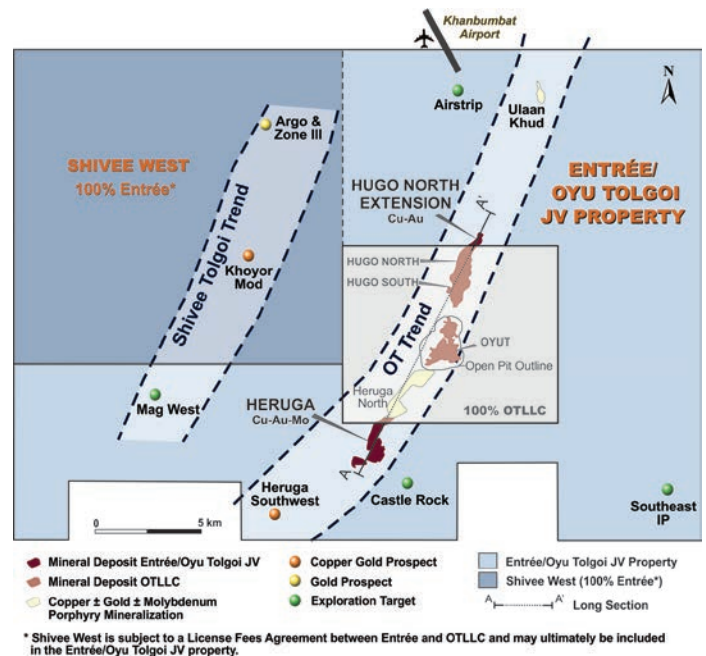 Khanbumbat
Airport
N
Airstrip
Ulaan
Khud
Argo &
Zone III
SHIVEE WEST
100% Entrée*
ENTRÉE/
OYU TOLGOI
JV PROPERTY
HUGO NORTH
EXTENSION
Cu-Au
A'
Shivee Tolgoi Trend
HUGO NORTH
HUGO SOUTH
Khoyor
Mod
OT Trend
OYUT
Open Pit Outline
Heruga
North
100% OTLLC
Mag West
HERUGA
Cu-Au-Mo
A
Heruga
Southwest
Castle Rock
Southeast
IP
0 5 km
Mineral Deposit Entrée/Oyu Tolgoi JV
Mineral Deposit OTLLC
Copper ± Gold ± Molybdenum
Porphyry Mineralization
Copper Gold Prospect
Gold Prospect
Exploration Target
Entrée/Oyu Tolgoi JV Property
Shivee West (100% Entrée*)
A A' Long Section
* Shivee West is subject to a License Fees Agreement between Entrée and OTLLC and may ultimately be included
in the Entrée/Oyu Tolgoi JV property.